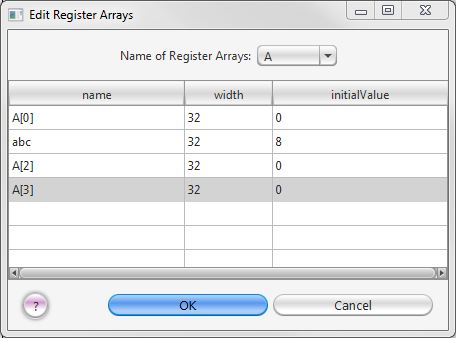 Edit Register Arrays
Name of Register Arrays: A
name width initialValue
A[0] 32 0
abc 32 8
A[2] 32 0
A[3] 32 0
? OK Cancel